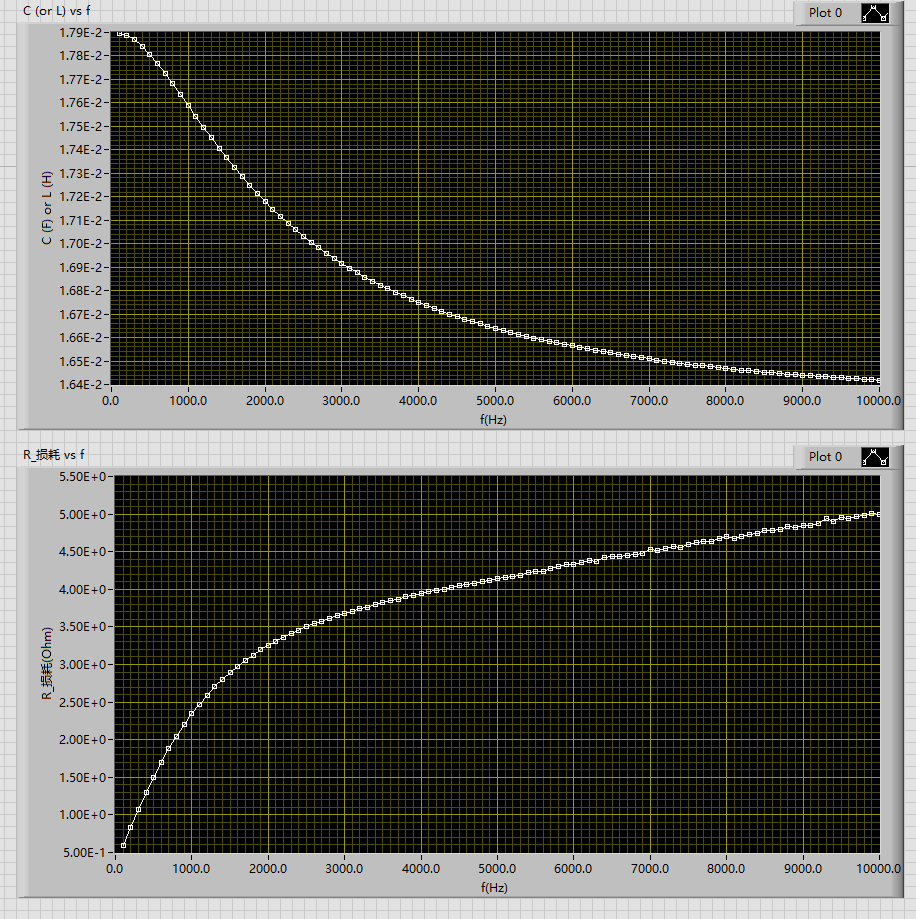 C (or L) vs f
Plot 0
1.79E-2
1.78E-2
1.77E-2
1.76E-2
1.75E-2
1.74E-2
1.73E-2
1.72E-2
1.71E-2
1.70E-2
1.69E-2
1.68E-2
1.67E-2
1.66E-2
1.65E-2
1.64E-2
C (F) or L (H)
0.0 1000.0 2000.0 3000.0 4000.0 5000.0 6000.0 7000.0 8000.0 9000.0 10000.0
f(Hz)
R_损耗 vs f
Plot 0
5.50E+0
5.00E+0
4.50E+0
4.00E+0
3.50E+0
3.00E+0
2.50E+0
2.00E+0
1.50E+0
1.00E+0
5.00E-1
R_损耗(Ohm)
0.0 1000.0 2000.0 3000.0 4000.0 5000.0 6000.0 7000.0 8000.0 9000.0 10000.0
f(Hz)